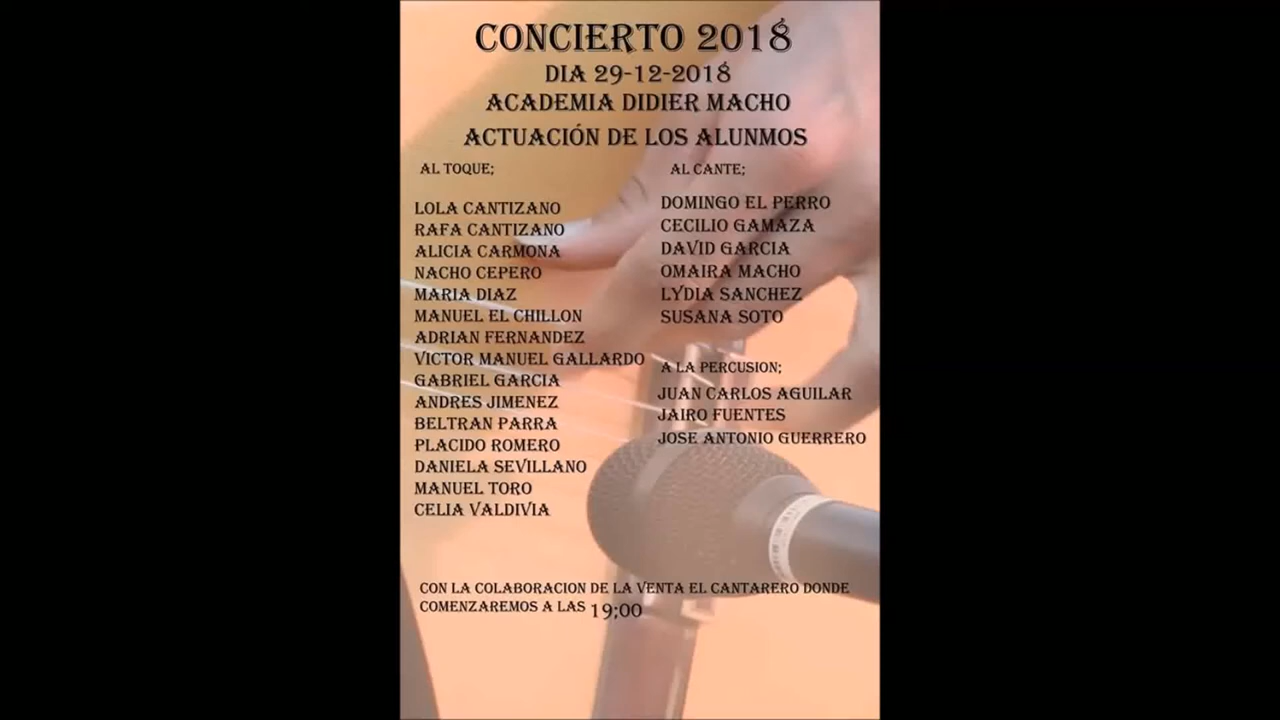 CONCIERTO 2018
DIA 29-12-2018
ACADEMIA DIDIER MACHO
ACTUACIÓN DE LOS ALUNMOS
AL TOQUE;
LOLA CANTIZANO
RAFA CANTIZANO
ALICIA CARMONA
NACHO CEPERO
MARIA DIAZ
MANUEL EL CHILLON
ADRIAN FERNANDEZ
VICTOR MANUEL GALLARDO
GABRIEL GARCIA
ANDRES JIMENEZ
BELTRAN PARRA
PLACIDO ROMERO
DANIELA SEVILLANO
MANUEL TORO
CELIA VALDIVIA
AL CANTE;
DOMINGO EL PERRO
CECILIO GAMAZA
DAVID GARCIA
OMAIRA MACHO
LYDIA SANCHEZ
SUSANA SOTO
A LA PERCUSION;
JUAN CARLOS AGUILAR
JAIRO FUENTES
JOSE ANTONIO GUERRERO
CON LA COLABORACION DE LA VENTA EL CANTARERO DONDE
COMENZAREMOS A LAS 19;00